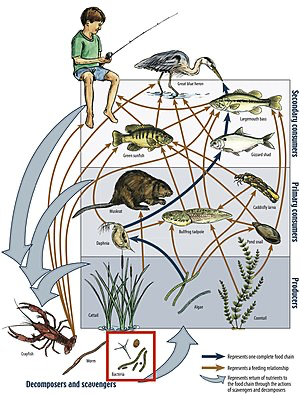 Great blue heron
Largemouth bass
Green sunfish
Gizzard shad
Secondary consumers
Muskrat
Caddisfly larva
Daphnia
Bullfrog tadpole
Pond snail
Primary consumers
Cattail
Algae
Coontail
Producers
Crayfish
Worm
Bacteria
Decomposers and scavengers
Represents one complete food chain
Represents a feeding relationship
Represents return of nutrients to
the food chain through the actions
of scavengers and decomposers